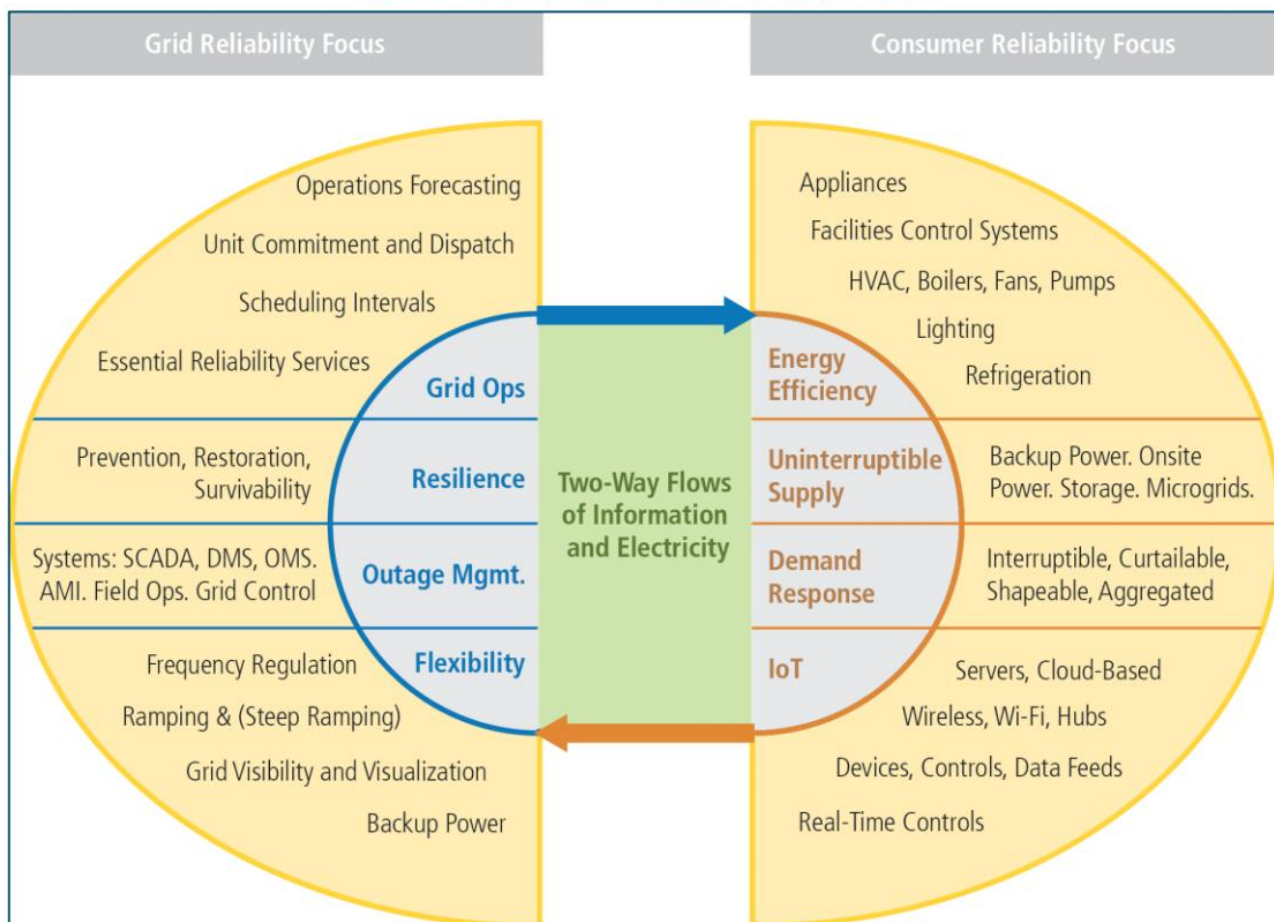 Grid Reliability Focus
Consumer Reliability Focus
Operations Forecasting
Unit Commitment and Dispatch
Scheduling Intervals
Essential Reliability Services
Grid Ops
Prevention, Restoration,
Survivability
Resilience
Systems: SCADA, DMS, OMS.
AMI. Field Ops. Grid Control
Outage Mgmt.
Flexibility
Frequency Regulation
Ramping & (Steep Ramping)
Grid Visibility and Visualization
Backup Power
Two-Way Flows
of Information
and Electricity
Appliances
Facilities Control Systems
HVAC, Boilers, Fans, Pumps
Lighting
Refrigeration
Energy
Efficiency
Uninterruptible
Supply
Backup Power. Onsite
Power. Storage. Microgrids.
Demand
Response
Interruptible, Curtailable,
Shapeable, Aggregated
IoT
Servers, Cloud-Based
Wireless, Wi-Fi, Hubs
Devices, Controls, Data Feeds
Real-Time Controls